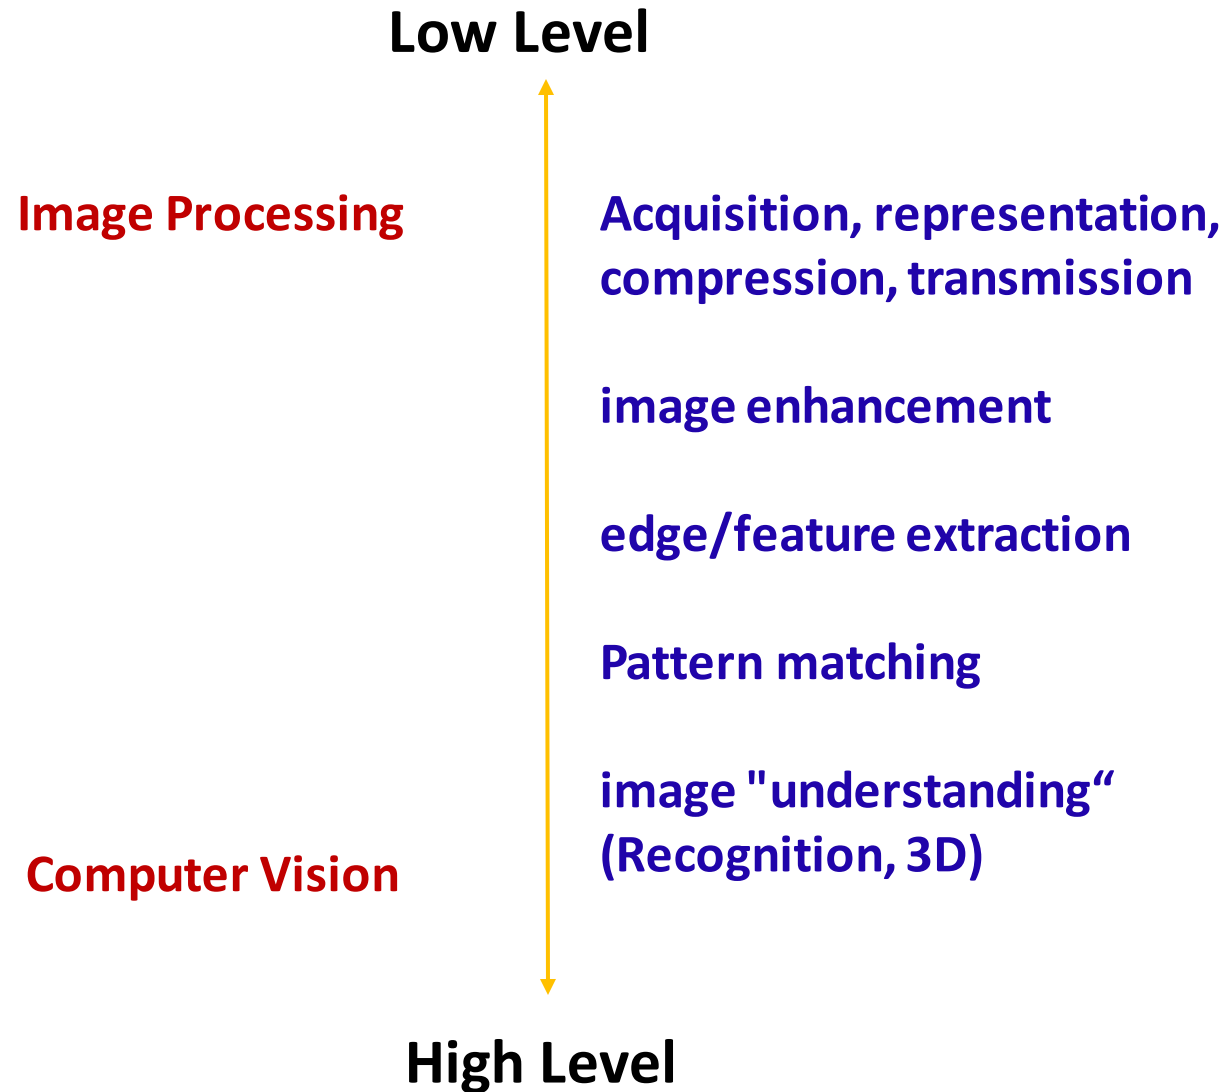 Low Level
Image Processing
Acquisition, representation,
compression, transmission
image enhancement
edge/feature extraction
Pattern matching
image "understanding“
(Recognition, 3D)
Computer Vision
High Level